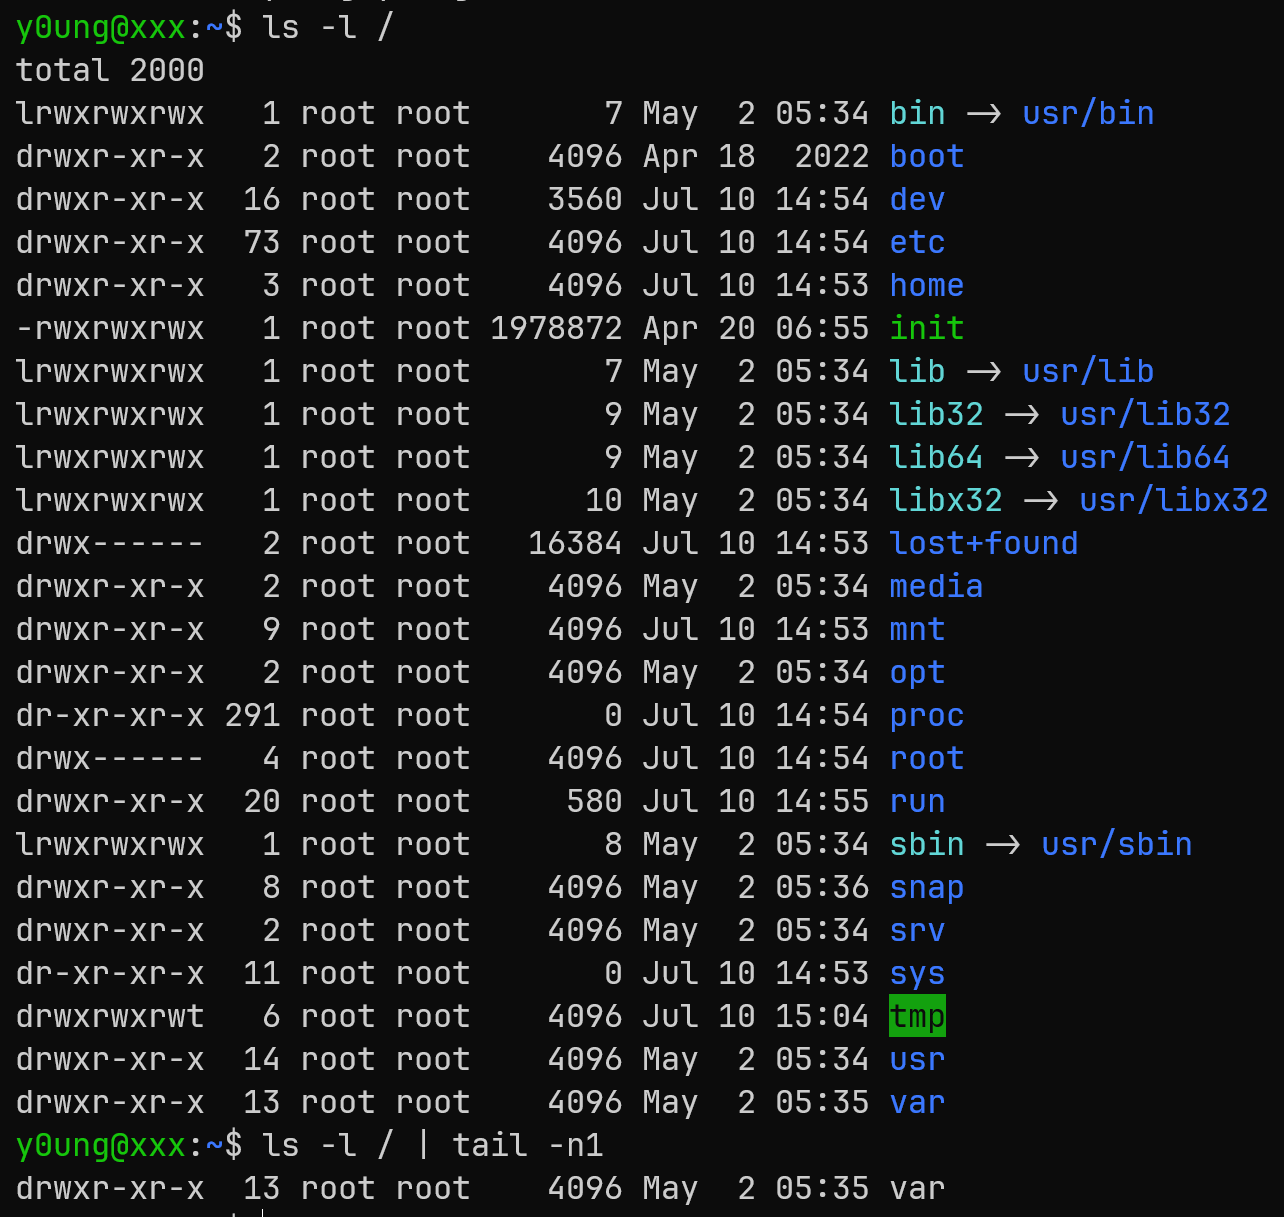 y0ung@xxx:~$ ls -l /
total 2000
lrwxrwxrwx   1 root root       7 May  2 05:34 bin -> usr/bin
drwxr-xr-x   2 root root    4096 Apr 18  2022 boot
drwxr-xr-x  16 root root    3560 Jul 10 14:54 dev
drwxr-xr-x  73 root root    4096 Jul 10 14:54 etc
drwxr-xr-x   3 root root    4096 Jul 10 14:53 home
-rwxrwxrwx   1 root root 1978872 Apr 20 06:55 init
lrwxrwxrwx   1 root root       7 May  2 05:34 lib -> usr/lib
lrwxrwxrwx   1 root root       9 May  2 05:34 lib32 -> usr/lib32
lrwxrwxrwx   1 root root       9 May  2 05:34 lib64 -> usr/lib64
lrwxrwxrwx   1 root root      10 May  2 05:34 libx32 -> usr/libx32
drwx------   2 root root   16384 Jul 10 14:53 lost+found
drwxr-xr-x   2 root root    4096 May  2 05:34 media
drwxr-xr-x   9 root root    4096 Jul 10 14:53 mnt
drwxr-xr-x   2 root root    4096 May  2 05:34 opt
dr-xr-xr-x 291 root root       0 Jul 10 14:54 proc
drwx------   4 root root    4096 Jul 10 14:54 root
drwxr-xr-x  20 root root     580 Jul 10 14:55 run
lrwxrwxrwx   1 root root       8 May  2 05:34 sbin -> usr/sbin
drwxr-xr-x   8 root root    4096 May  2 05:36 snap
drwxr-xr-x   2 root root    4096 May  2 05:34 srv
dr-xr-xr-x  11 root root       0 Jul 10 14:53 sys
drwxrwxrwt   6 root root    4096 Jul 10 15:04 tmp
drwxr-xr-x  14 root root    4096 May  2 05:34 usr
drwxr-xr-x  13 root root    4096 May  2 05:35 var
y0ung@xxx:~$ ls -l / | tail -n1
drwxr-xr-x  13 root root    4096 May  2 05:35 var